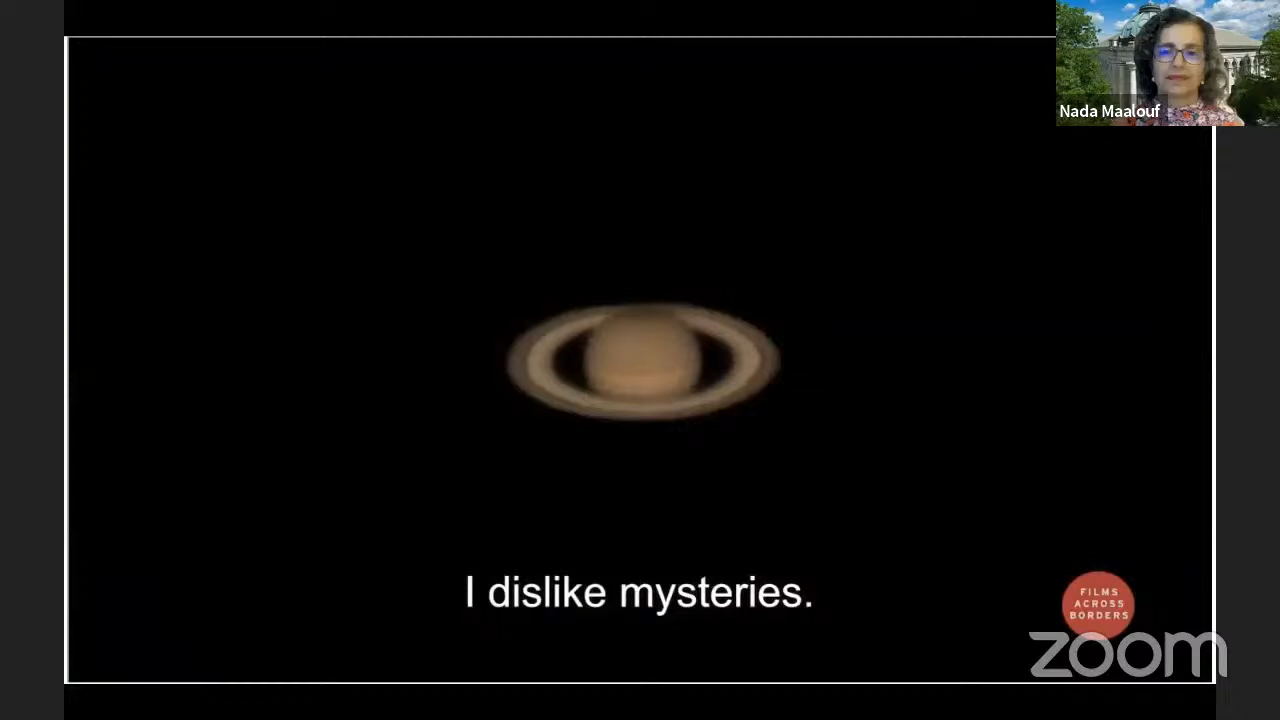 Nada Maalouf
I dislike mysteries.
FILMS
ACROSS
BORDERS
zoom